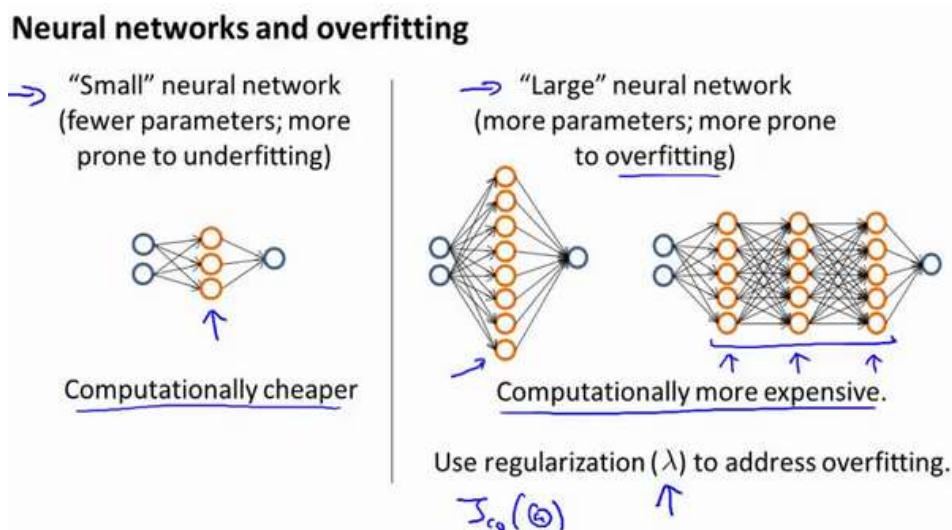 Neural networks and overfitting
“Small” neural network
(fewer parameters; more
prone to underfitting)
Computationally cheaper
“Large” neural network
(more parameters; more prone
to overfitting)
Computationally more expensive.
Use regularization (λ) to address overfitting.